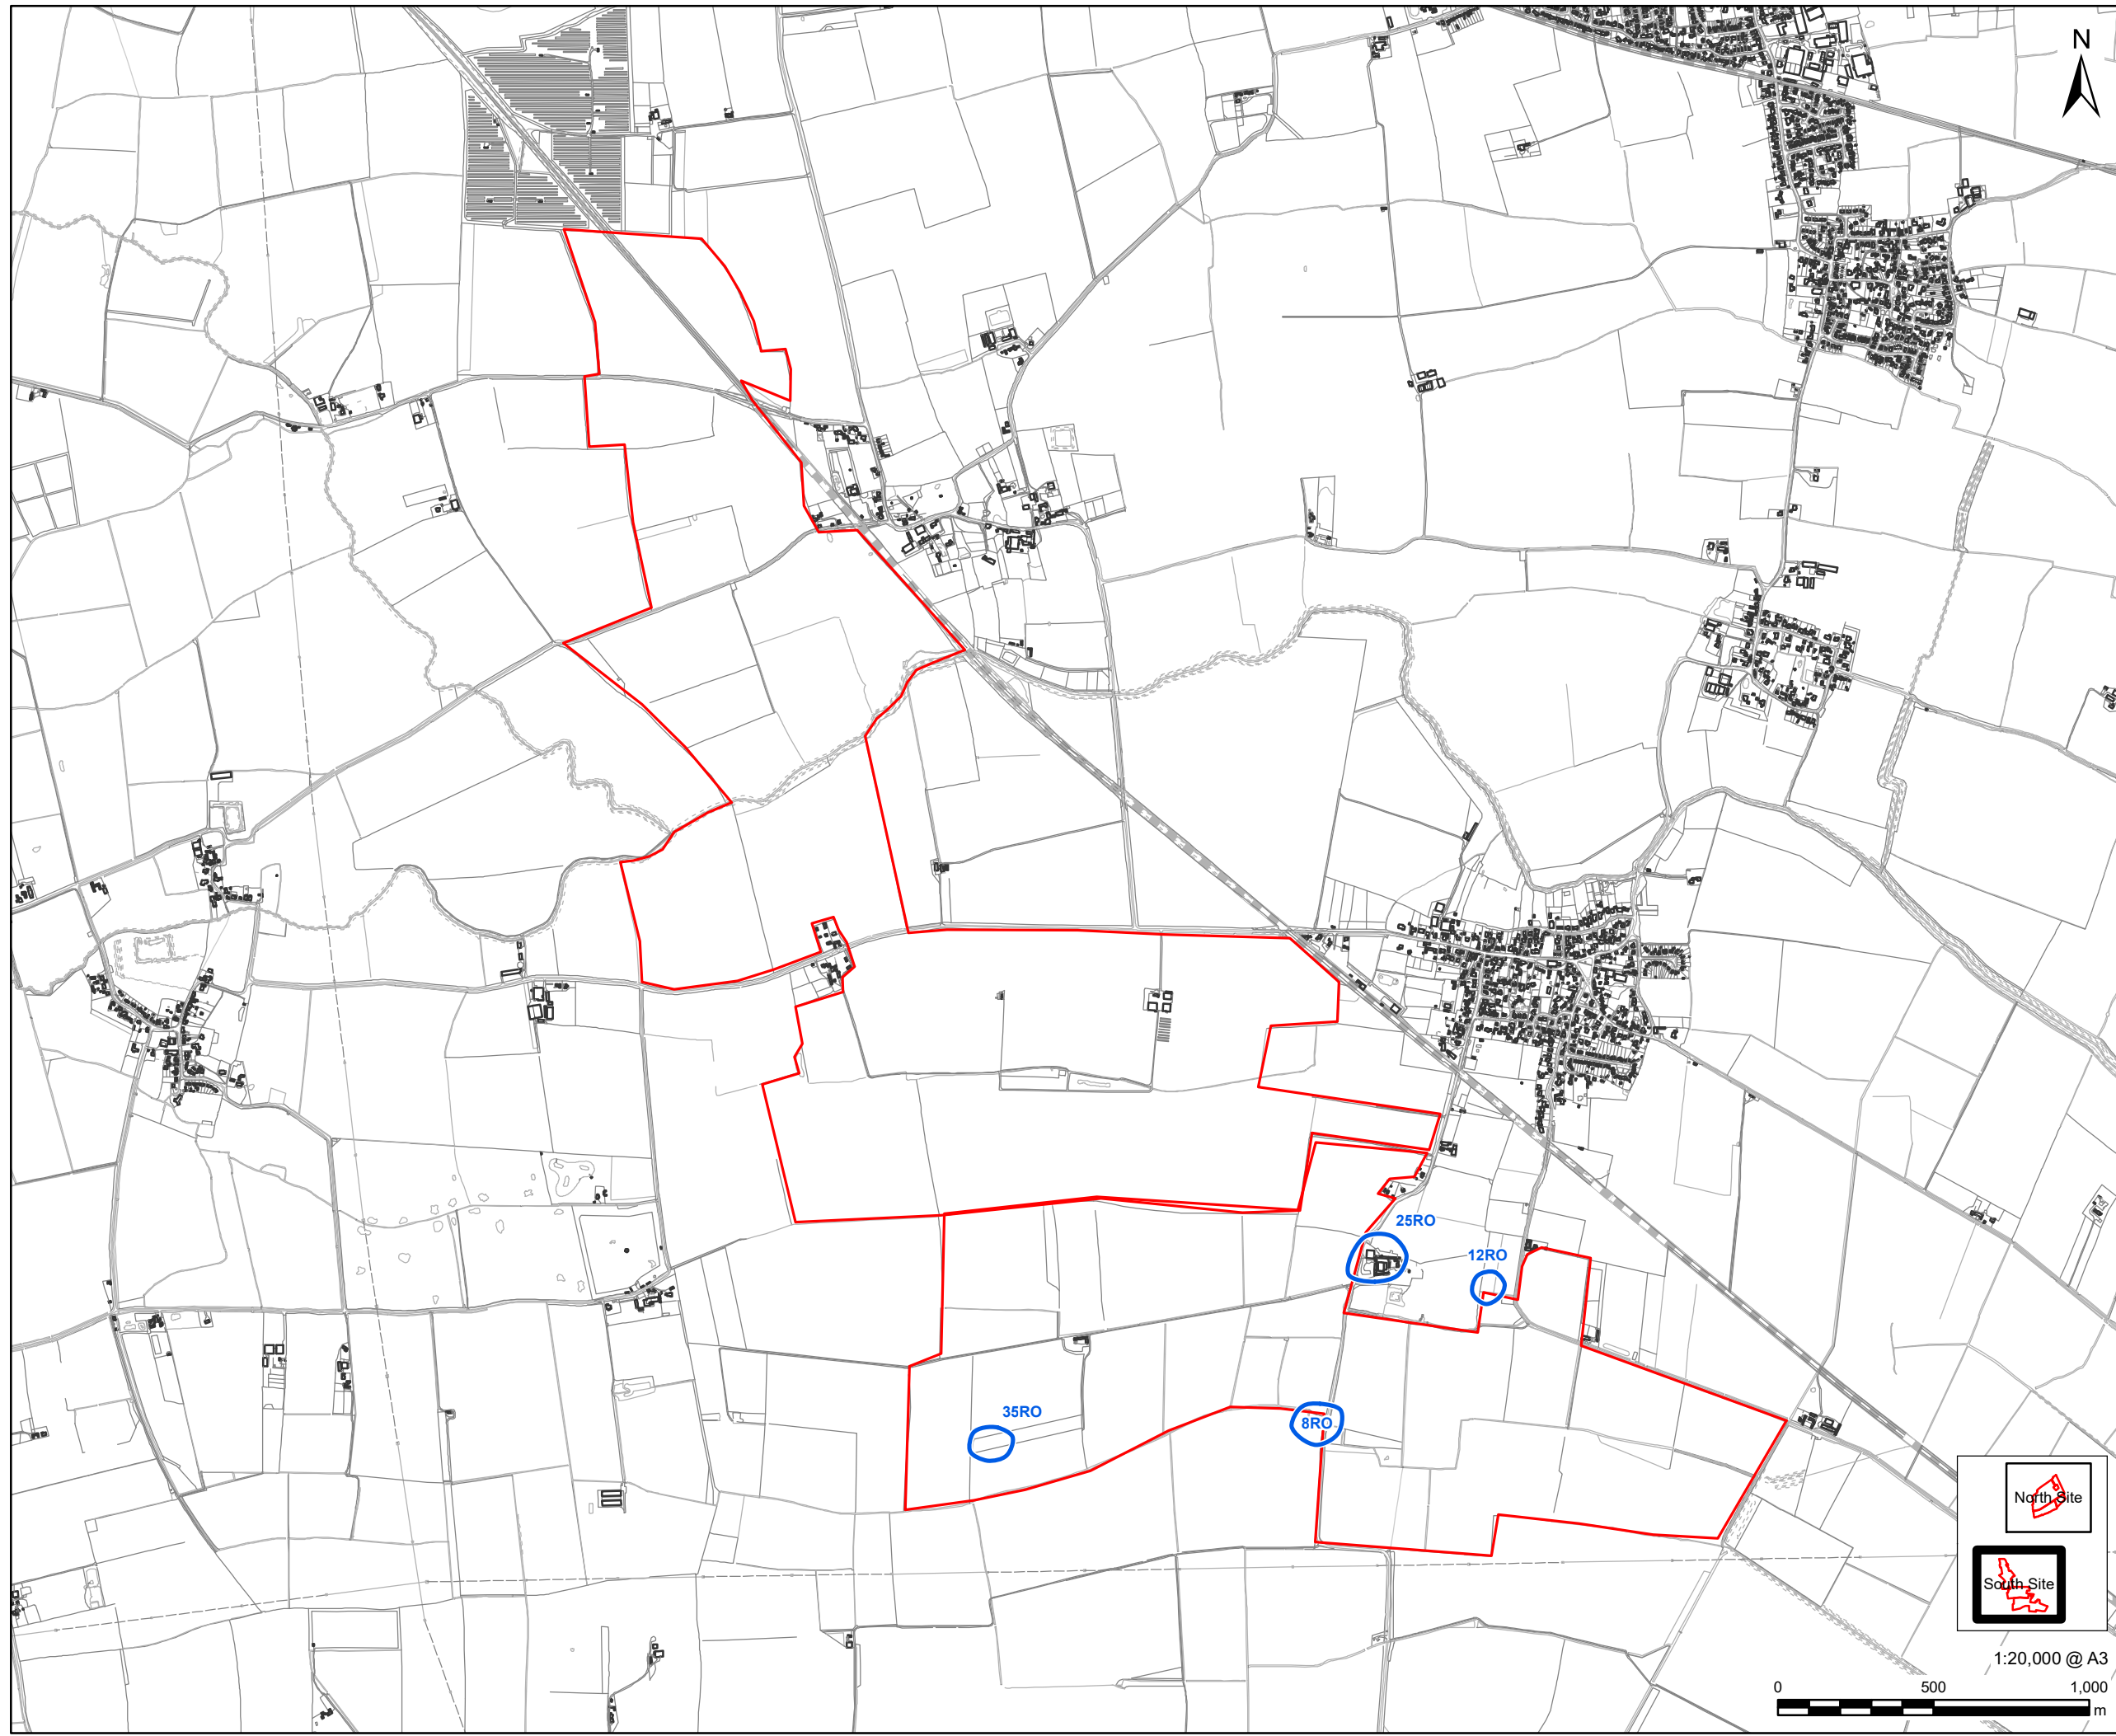 N
25RO
12RO
35RO
8RO
North Site
South Site
1:20,000 @ A3
0 500 1,000
m